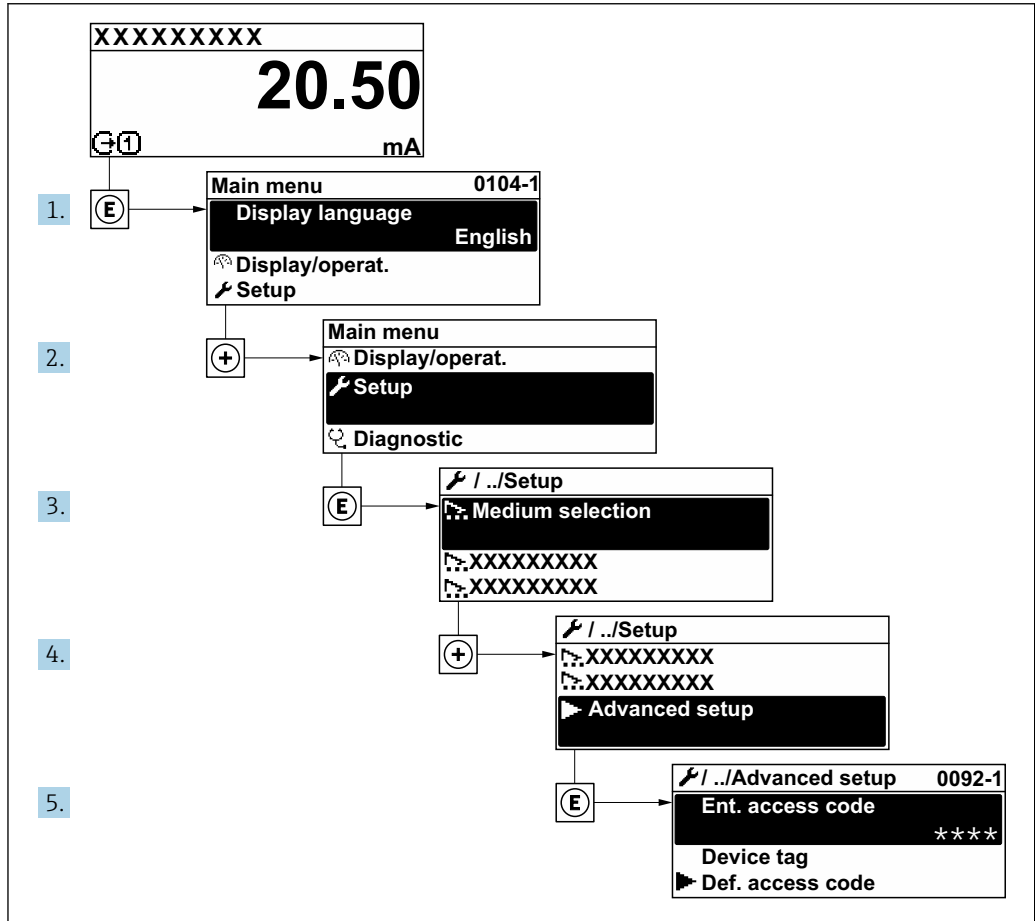 XXXXXXXXX
20.50
mA
1.
E
Main menu 0104-1
Display language
English
Display/operat.
Setup
2.
+
Main menu
Display/operat.
Setup
Diagnostic
3.
E
/ ../Setup
Medium selection
XXXXXXXXX
XXXXXXXXX
4.
+
/ ../Setup
XXXXXXXXX
XXXXXXXXX
Advanced setup
5.
E
/ ../Advanced setup 0092-1
Ent. access code
****
Device tag
Def. access code